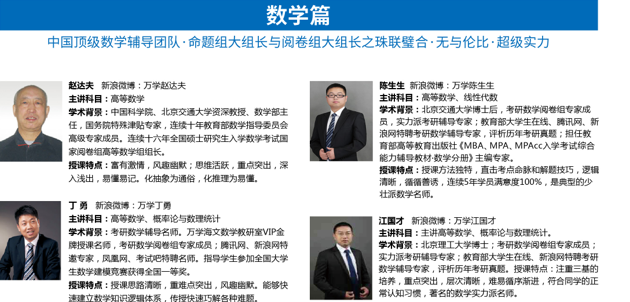 数学篇
中国顶级数学辅导团队·命题组大组长与阅卷组大组长之珠联璧合·无与伦比·超级实力
赵达夫 新浪微博：万学赵达夫
主讲科目：高等数学
学术背景：中国科学院、北京交通大学资深教授、数学部主
任，国务院特殊津贴专家，连续十年教育部数学指导委员会
高级专家成员。连续十六年全国硕士研究生入学数学考试国
家阅卷组高等数学组组长。
授课特点：富有激情，风趣幽默；思维活跃，重点突出，深
入浅出，易懂易记。化抽象为通俗，化推理为易懂。
丁 勇 新浪微博：万学丁勇
主讲科目：高等数学、概率论与数理统计
学术背景：考研数学辅导名师。万学海文数学教研室VIP金
牌授课名师，考研数学阅卷组专家成员；腾讯网、新浪网特
邀专家，凤凰网、考试吧特聘名师。指导学生参加全国大学
生数学建模竞赛获得全国一等奖。
授课特点：授课思路清晰，重难点突出，风趣幽默。能够快
速建立数学知识逻辑体系，传授快速巧解各种难题。
陈生生 新浪微博：万学陈生生
主讲科目：高等数学、线性代数
学术背景：北京交通大学博士后，考研数学阅卷组专家成
员，实力派考研辅导专家；教育部大学生在线、腾讯网、新
浪网特聘考研数学辅导专家，评析历年考研真题；担任教
育部高等教育出版社《MBA、MPA、MPAcc入学考试综合
能力辅导教材·数学分册》主编专家。
授课特点：授课方法独特，直击考点命脉和解题技巧，逻辑
清晰，循循善诱，连续5年学员满意度100%，是典型的少
壮派数学名师。
江国才 新浪微博：万学江国才
主讲科目：主讲高等数学、概率论与数理统计。
学术背景：北京理工大学博士；考研数学阅卷组专家成员；
实力派考研辅导专家；教育部大学生在线、新浪网特聘考研
数学辅导专家，评析历年考研真题。授课特点：注重三基的
培养，重点突出，层次清晰，难易循序渐进，符合同学的正
常认知习惯，著名的数学实力派名师。